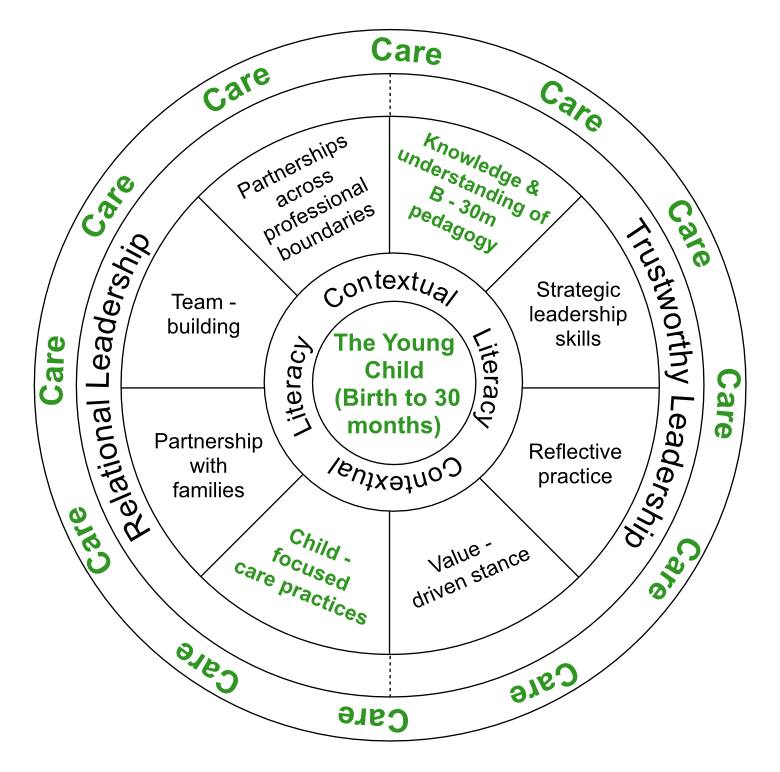 Care
Care
Care
Care
Care
Care
Care
Care
Care
Care
Care
Care
Relational Leadership
Trustworthy Leadership
Partnerships
across
professional
boundaries
Knowledge &
understanding of
B - 30m
pedagogy
Strategic
leadership
skills
Reflective
practice
Value -
driven stance
Child -
focused
care practices
Partnership
with
families
Team -
building
Contextual
Literacy
Contextual
Literacy
The Young
Child
(Birth to 30
months)